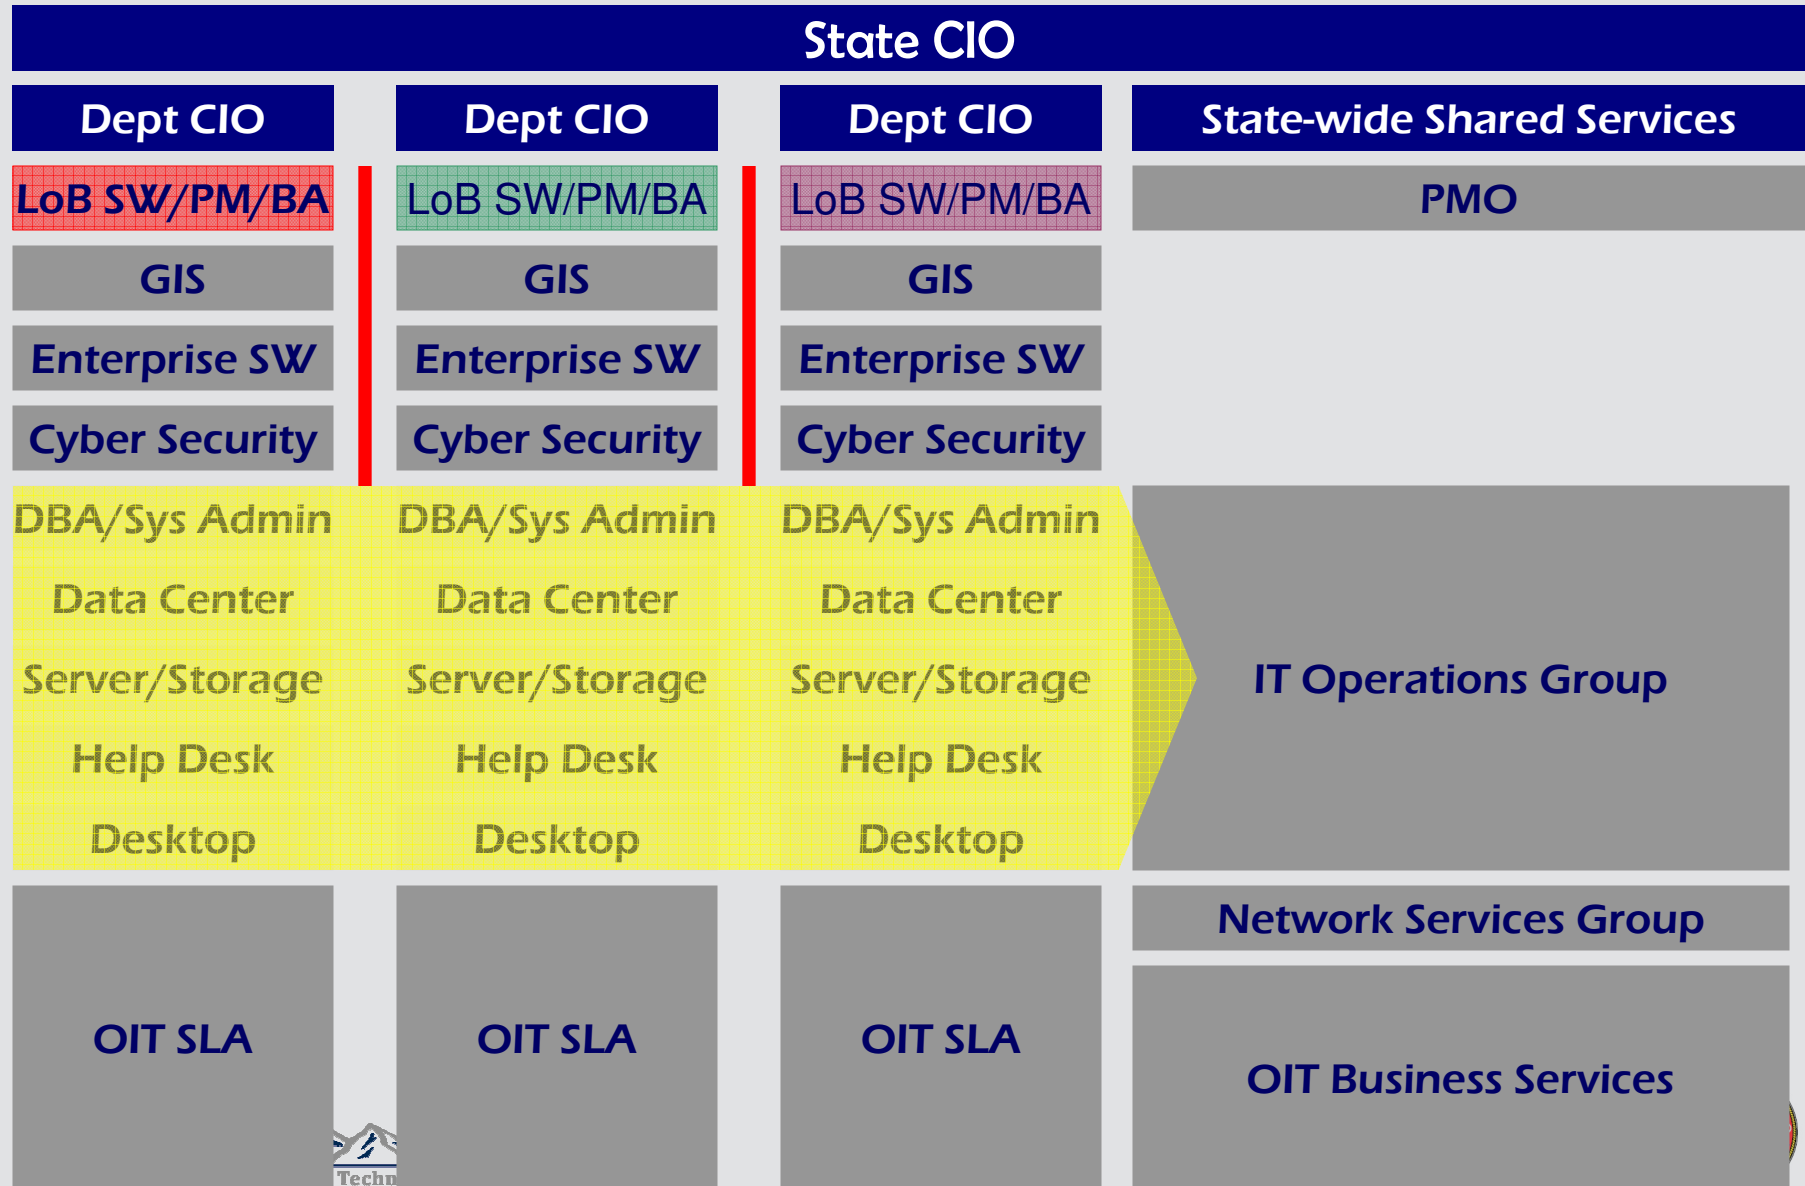 State CIO
Dept CIO Dept CIO Dept CIO State-wide Shared Services
LoB SW/PM/BA LoB SW/PM/BA LoB SW/PM/BA PMO
GIS GIS GIS
Enterprise SW Enterprise SW Enterprise SW
Cyber Security Cyber Security Cyber Security
DBA/Sys Admin DBA/Sys Admin DBA/Sys Admin
Data Center Data Center Data Center
Server/Storage Server/Storage Server/Storage IT Operations Group
Help Desk Help Desk Help Desk
Desktop Desktop Desktop
Network Services Group
OIT SLA OIT SLA OIT SLA
OIT Business Services
Techn